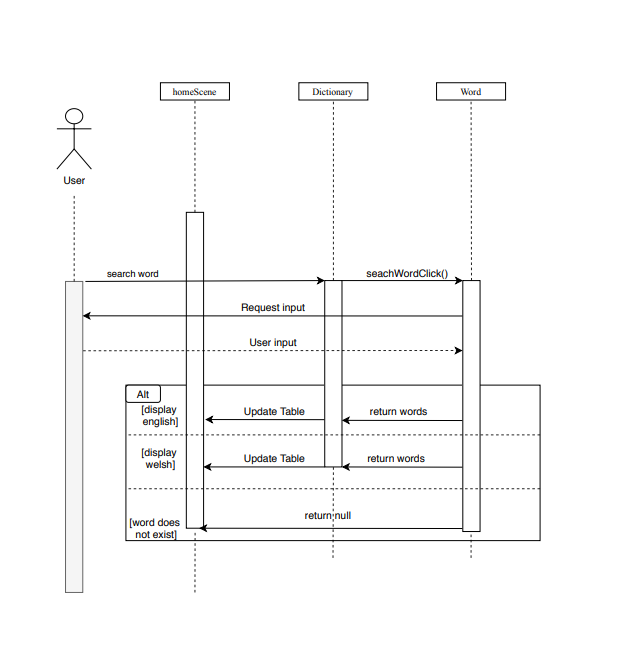 homeScene
Dictionary
Word
User
search word
seachWordClick()
Request input
User input
Alt
[display
english]
Update Table
return words
[display
welsh]
Update Table
return words
return null
[word does
not exist]